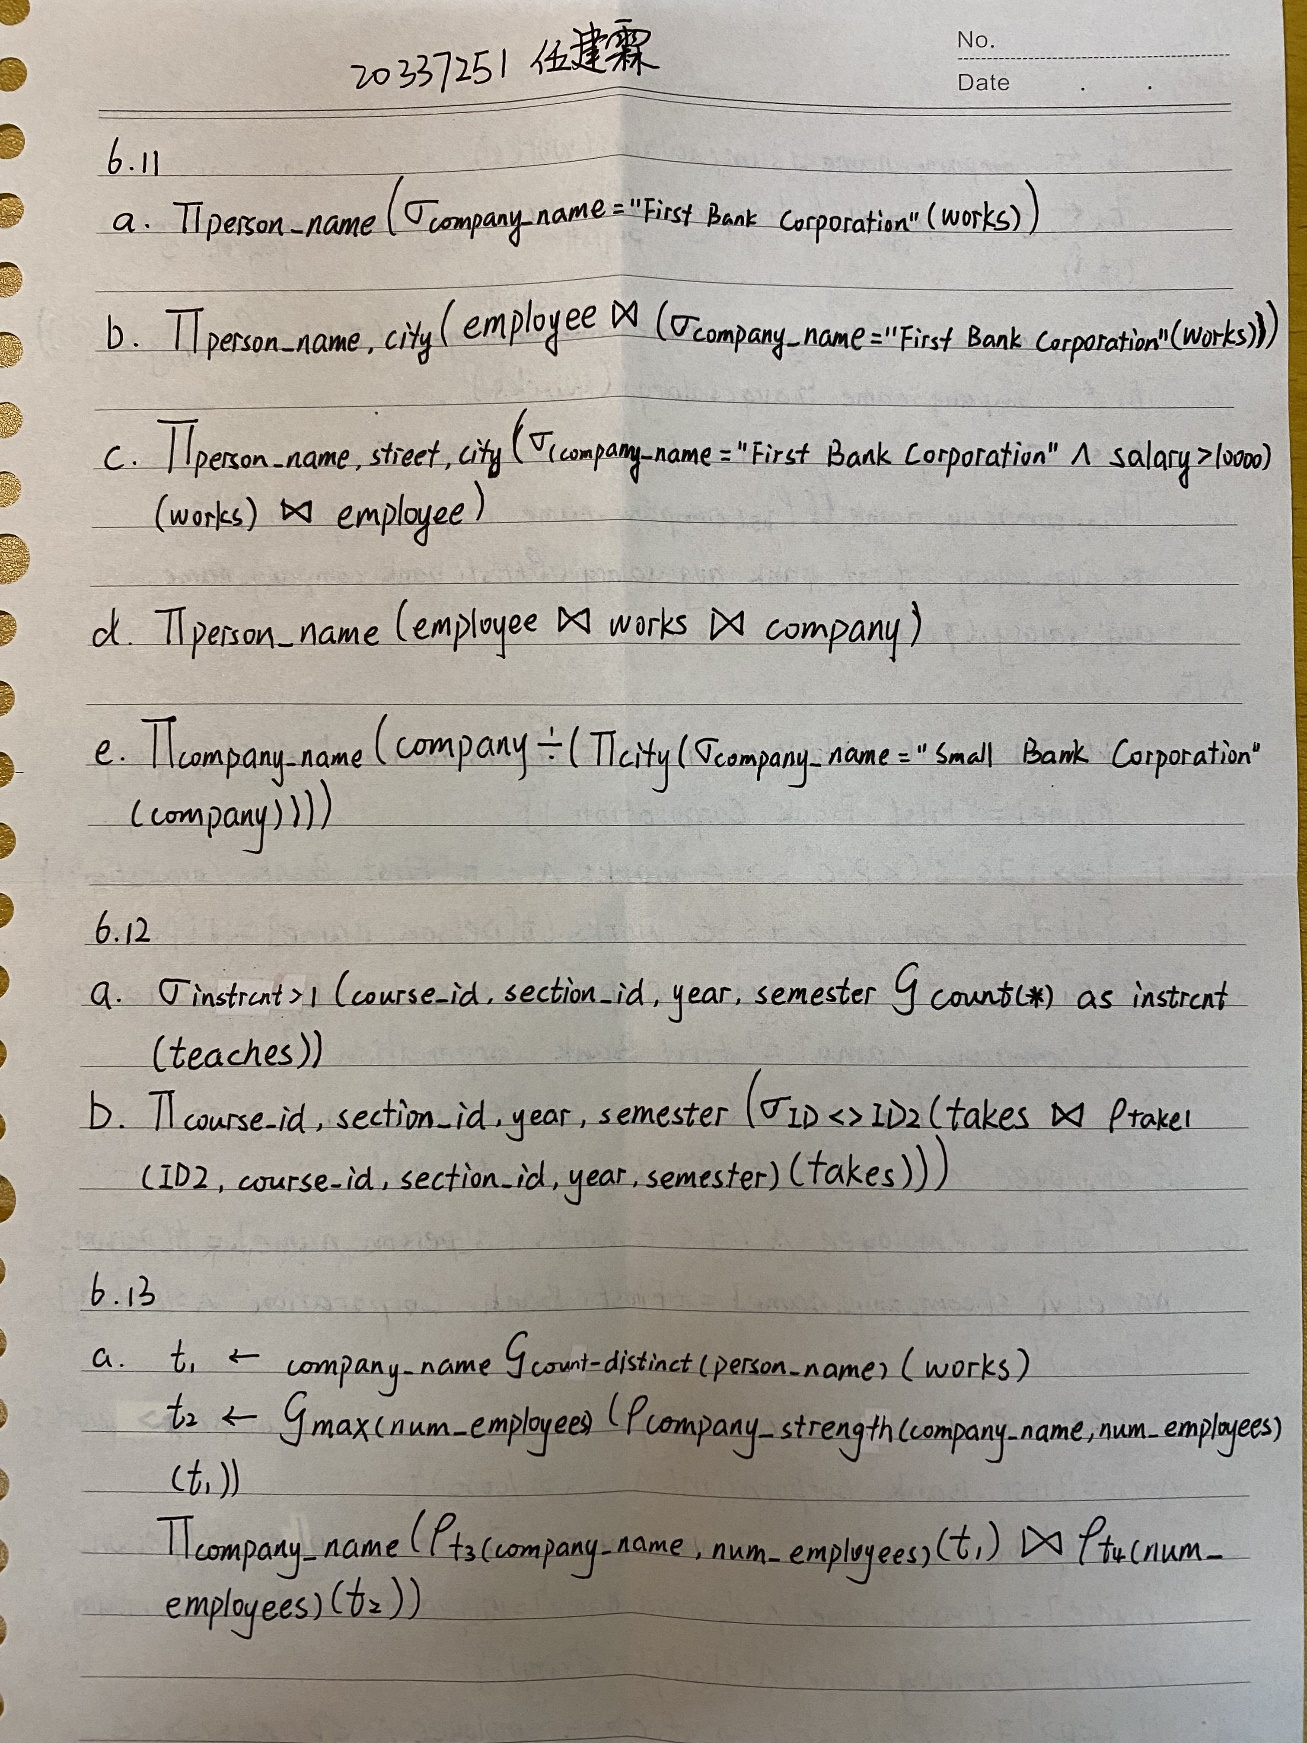 20337251 任建霖
No.
Date . .
6.11
a. Πperson_name(σcompany_name="First Bank Corporation"(works))
b. Πperson_name, city(employee ⋈ (σcompany_name="First Bank Corporation"(works)))
c. Πperson_name, street, city(σ(company_name="First Bank Corporation" ∧ salary>10000)
(works) ⋈ employee)
d. Πperson_name(employee ⋈ works ⋈ company)
e. Πcompany_name(company ÷ (Πcity(σcompany_name="Small Bank Corporation"
(company))))
6.12
a. σinstrcnt>1 (course_id, section_id, year, semester G count(*) as instrcnt
(teaches))
b. Πcourse_id, section_id, year, semester (σID<>ID2(takes ⋈ ρtake1
(ID2, course_id, section_id, year, semester)(takes)))
6.13
a. t₁ ← company_name Gcount-distinct(person_name)(works)
t₂ ← Gmax(num_employees)(ρcompany_strength(company_name, num_employees)
(t₁))
Πcompany_name(ρt₃(company_name, num_employees)(t₁) ⋈ ρt₄(num_
employees)(t₂))